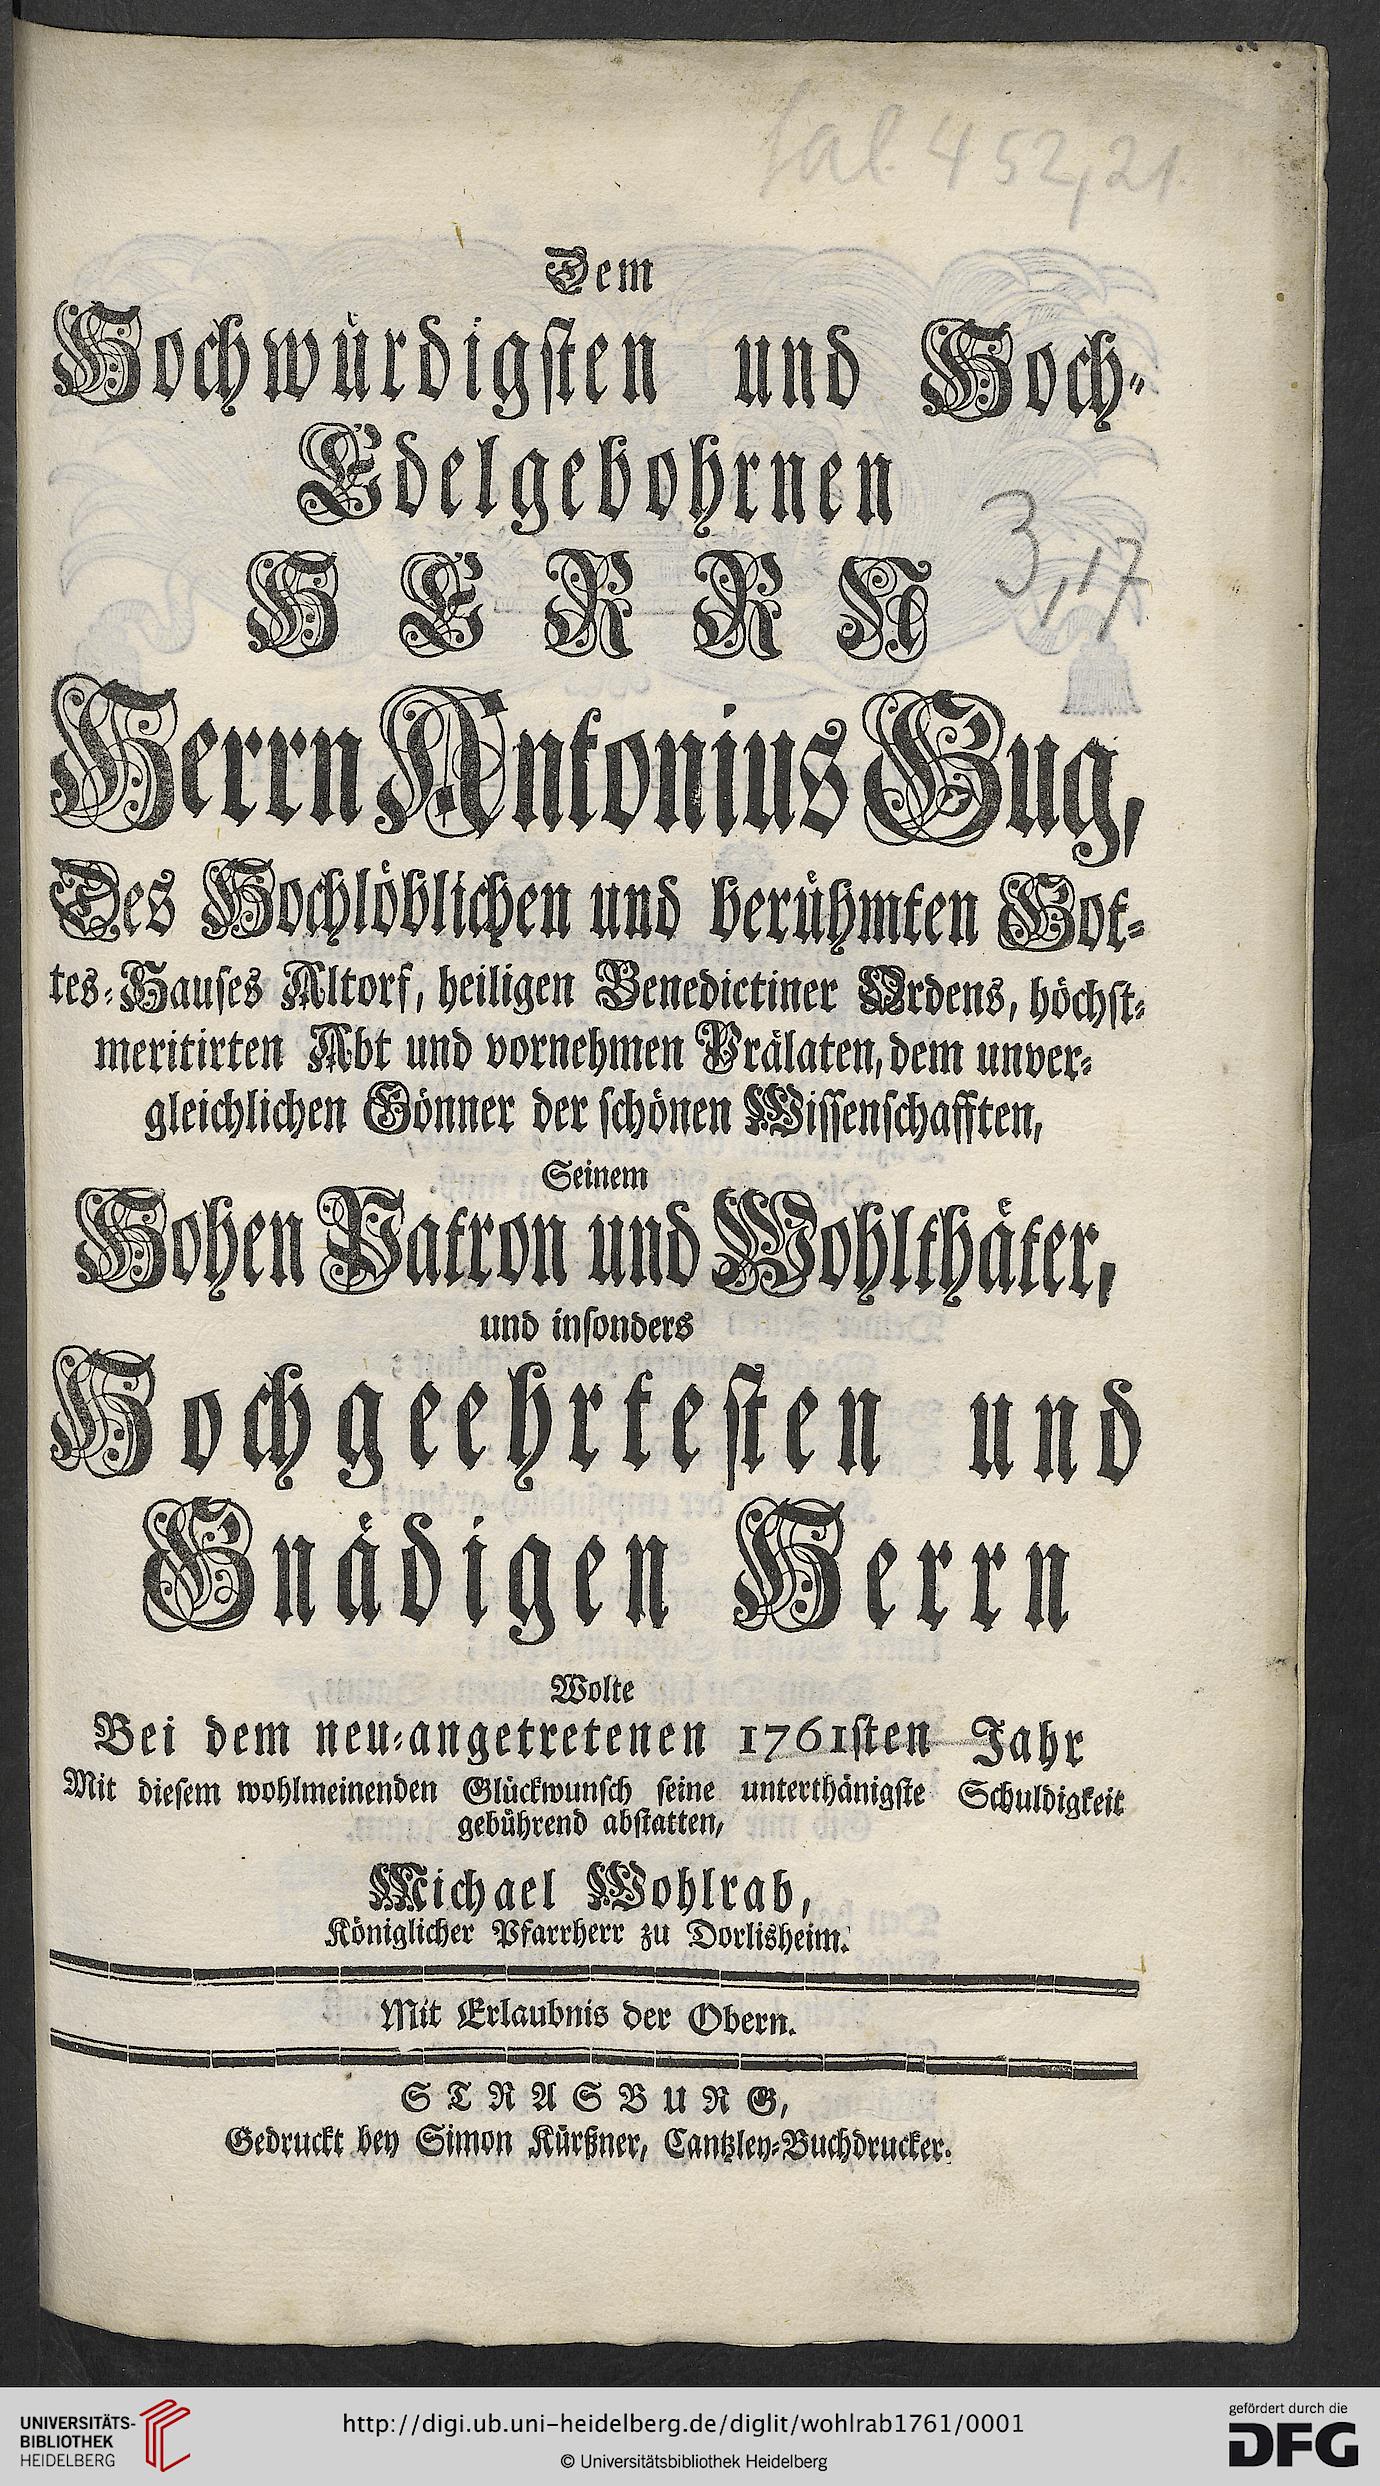 Sal. 452,21.
Dem
Hochwürdigsten und Hoch-
Edelgebohrnen
HERRN
3,17
Herrn Antonius Hug,
Des Hochlöblichen und berühmten Got-
tes-Hauses Altorf, heiligen Benedictiner Ordens, höchst-
meritirten Abt und vornehmen Prälaten, dem unver-
gleichlichen Gönner der schönen Wissenschafften,
Seinem
Hohen Patron und Wohlthäter,
und insonders
Hochgeehrtesten und
Gnädigen Herrn
Wolte
Bei dem neu-angetretenen 1761sten Jahr
Mit diesem wohlmeinenden Glückwunsch seine unterthänigste Schuldigkeit
gebührend abstatten,
Michael Wohlrab,
Königlicher Pfarrherr zu Dorlisheim.
Mit Erlaubnis der Obern.
STRASBURG,
Gedruckt bey Simon Kürßner, Cantzley-Buchdrucker.
UNIVERSITÄTS-
BIBLIOTHEK
HEIDELBERG
http://digi.ub.uni-heidelberg.de/diglit/wohlrab1761/0001
© Universitätsbibliothek Heidelberg
gefördert durch die
DFG